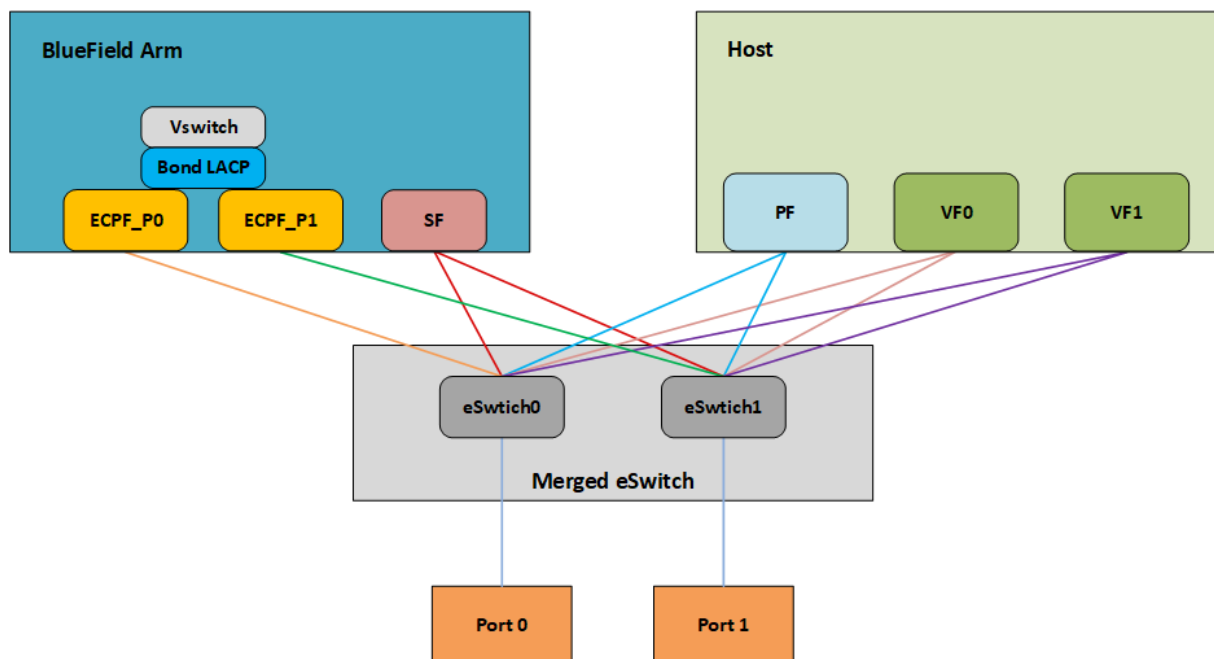 BlueField Arm
Vswitch
Bond LACP
ECPF_P0
ECPF_P1
SF
Host
PF
VF0
VF1
eSwtich0
eSwtich1
Merged eSwitch
Port 0
Port 1